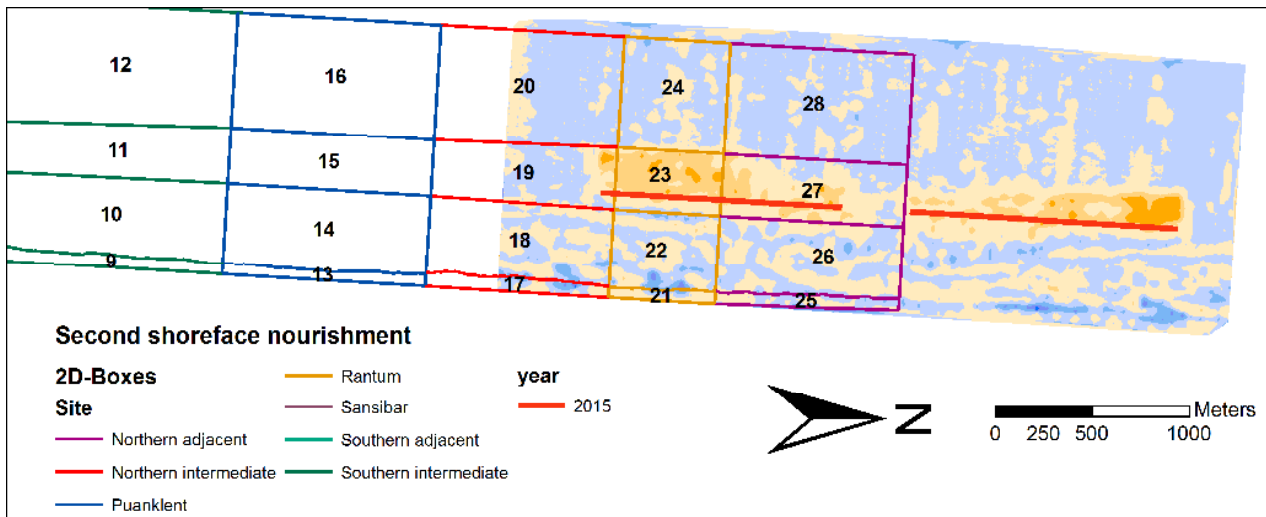 12 16 20 24 28
11 15 19 23 27
10 14 18 22 26
9 13 17 21 25
Second shoreface nourishment
2D-Boxes
Site
Northern adjacent
Northern intermediate
Puanklent
Rantum
Sansibar
Southern adjacent
Southern intermediate
year
2015
N
Meters
0 250 500 1000